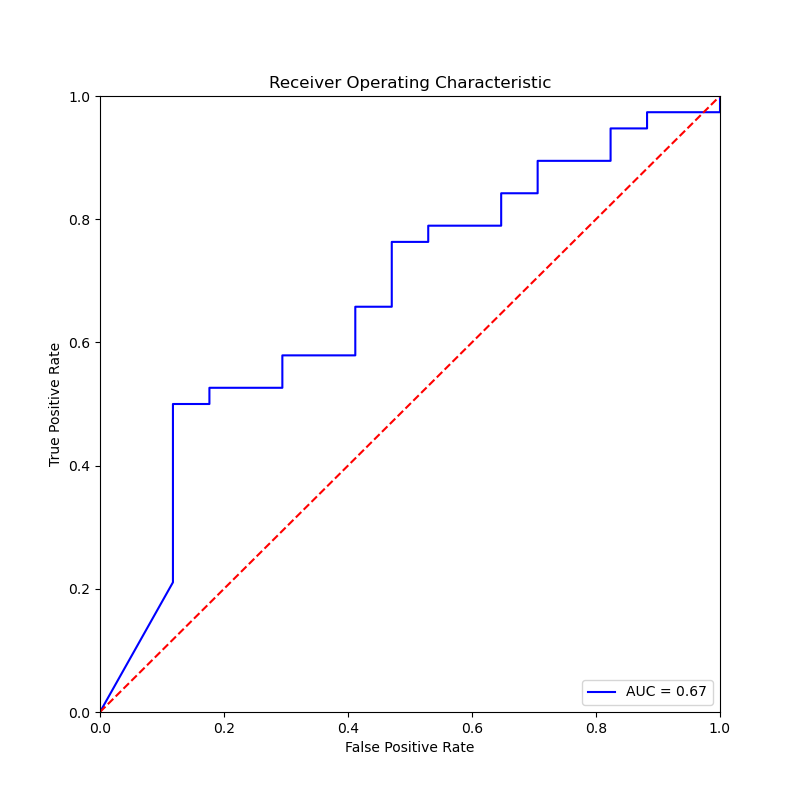 Receiver Operating Characteristic
1.0
0.8
0.6
0.4
0.2
0.0
True Positive Rate
AUC = 0.67
0.0 0.2 0.4 0.6 0.8 1.0
False Positive Rate